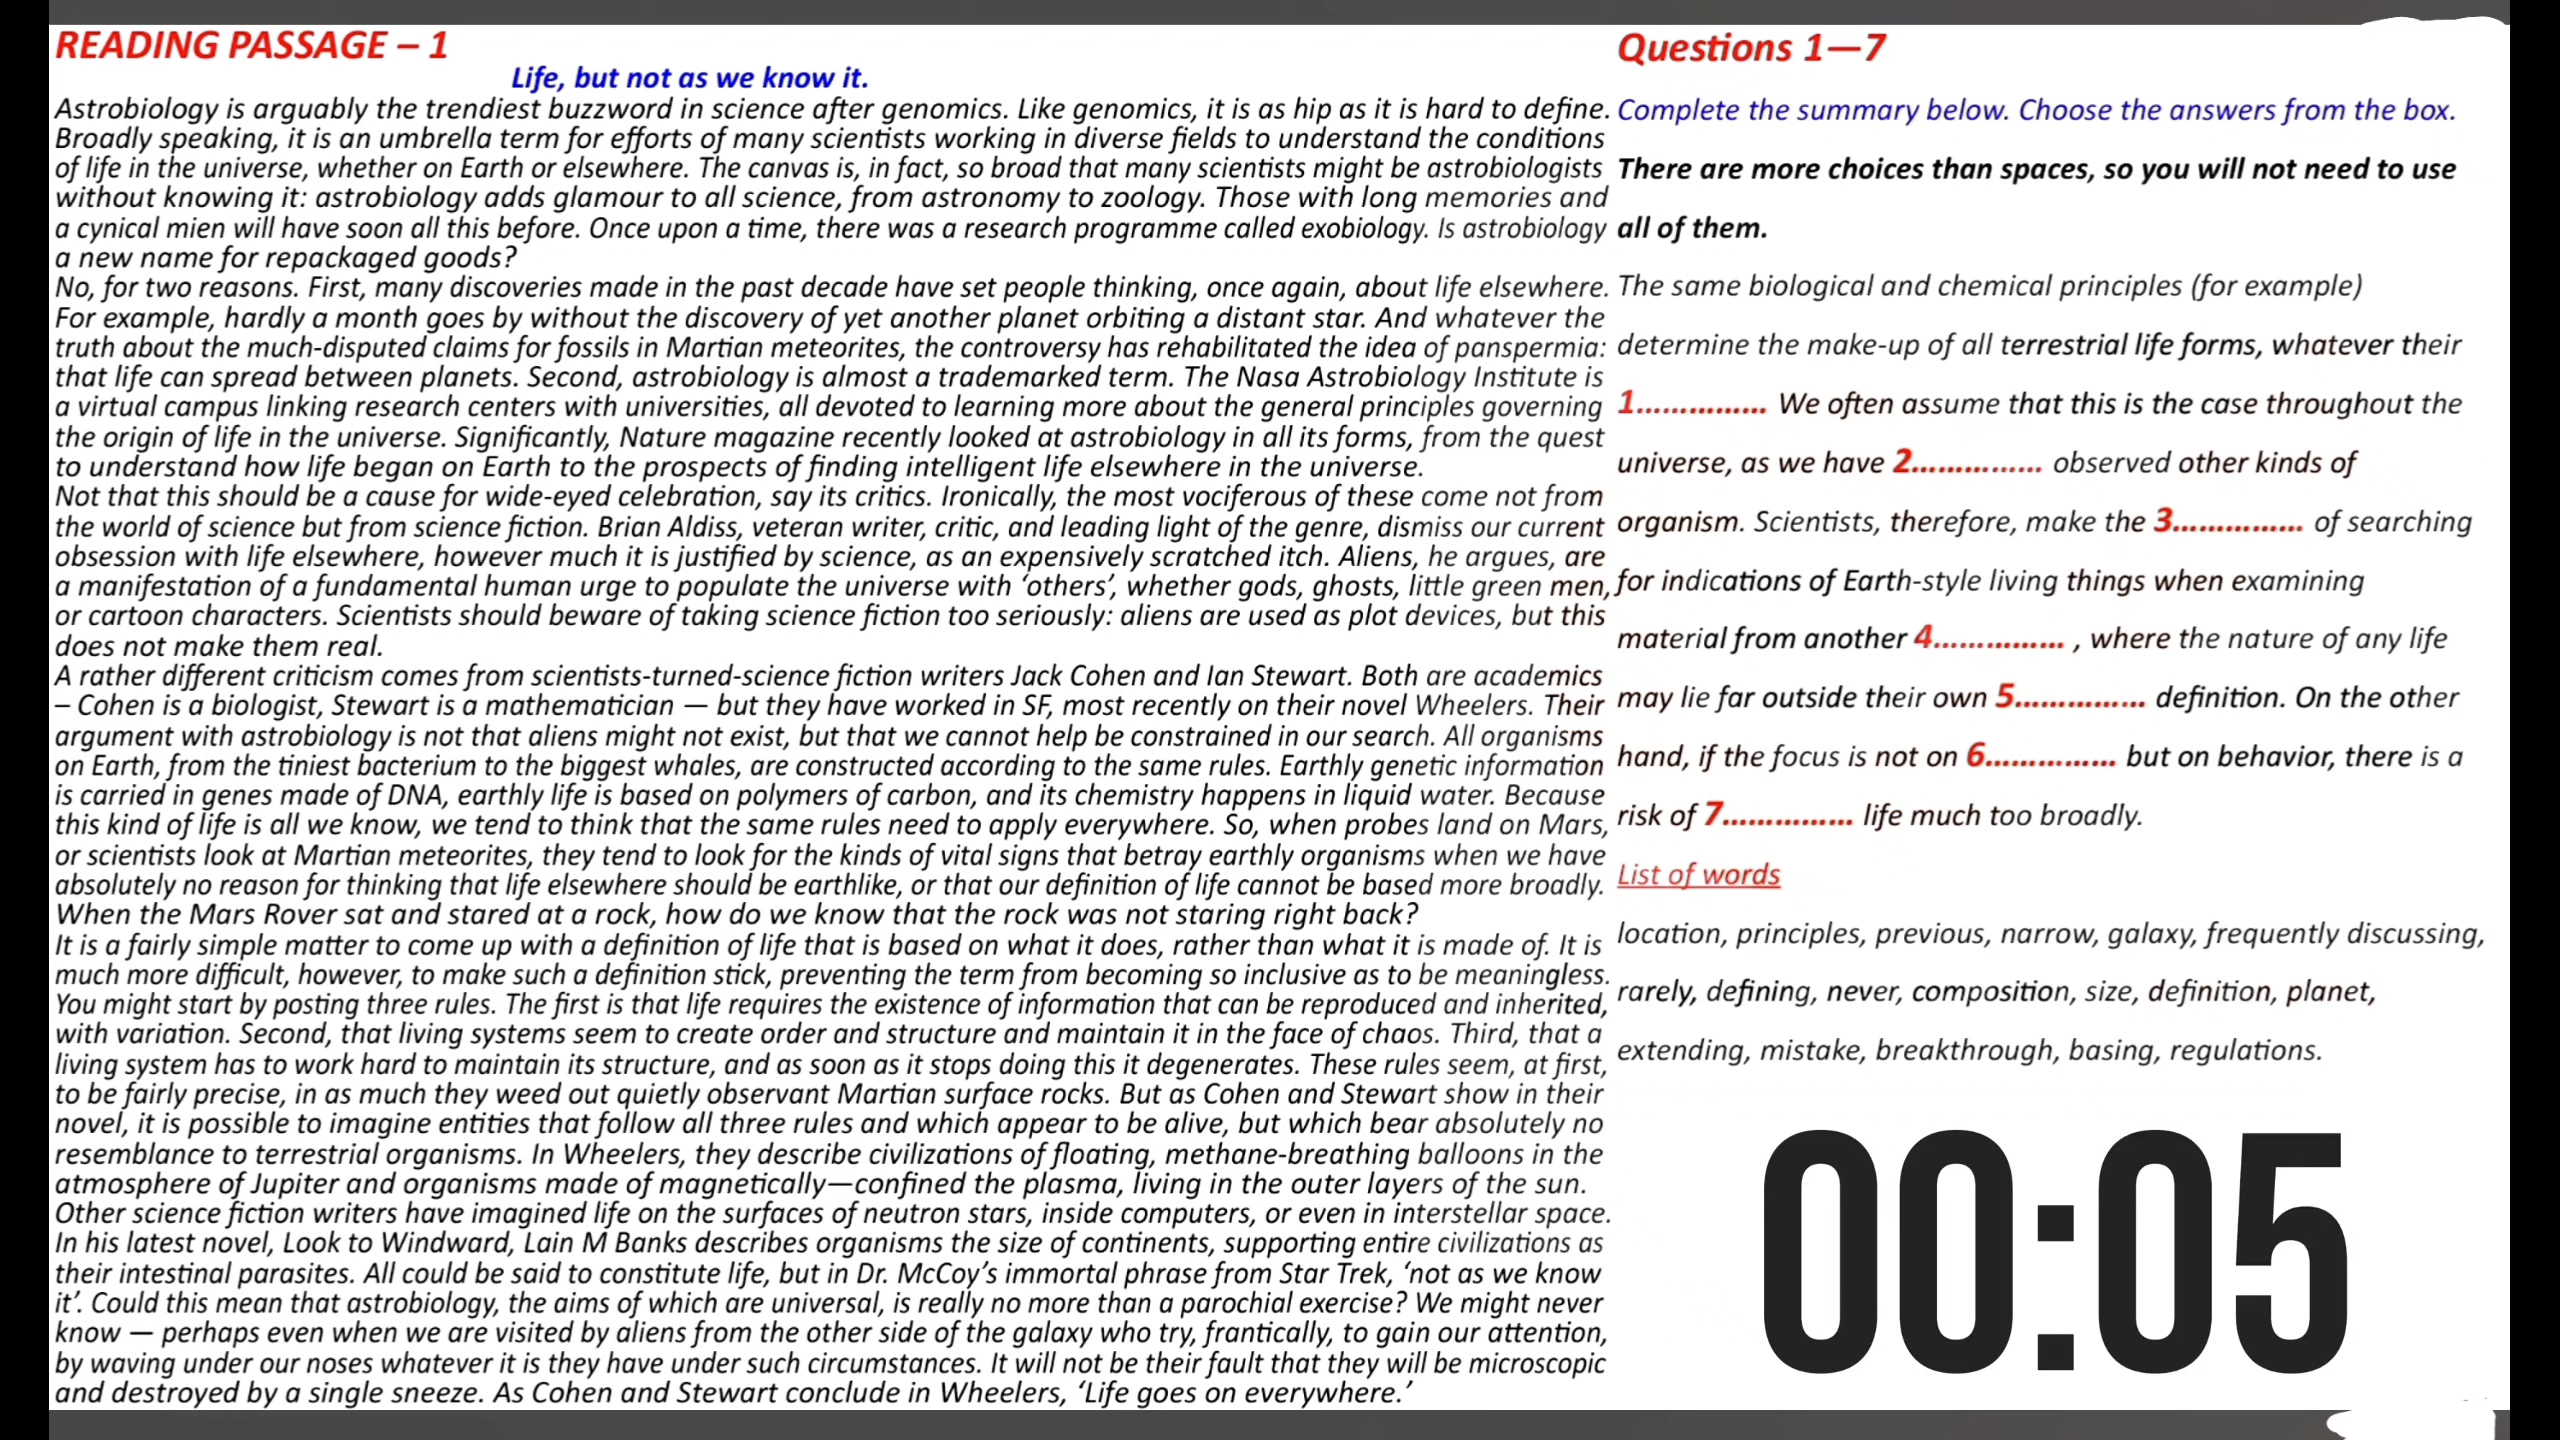 READING PASSAGE – 1
Life, but not as we know it.
Astrobiology is arguably the trendiest buzzword in science after genomics. Like genomics, it is as hip as it is hard to define.
Broadly speaking, it is an umbrella term for efforts of many scientists working in diverse fields to understand the conditions
of life in the universe, whether on Earth or elsewhere. The canvas is, in fact, so broad that many scientists might be astrobiologists
without knowing it: astrobiology adds glamour to all science, from astronomy to zoology. Those with long memories and
a cynical mien will have soon all this before. Once upon a time, there was a research programme called exobiology. Is astrobiology
a new name for repackaged goods?
No, for two reasons. First, many discoveries made in the past decade have set people thinking, once again, about life elsewhere.
For example, hardly a month goes by without the discovery of yet another planet orbiting a distant star. And whatever the
truth about the much-disputed claims for fossils in Martian meteorites, the controversy has rehabilitated the idea of panspermia:
that life can spread between planets. Second, astrobiology is almost a trademarked term. The Nasa Astrobiology Institute is
a virtual campus linking research centers with universities, all devoted to learning more about the general principles governing
the origin of life in the universe. Significantly, Nature magazine recently looked at astrobiology in all its forms, from the quest
to understand how life began on Earth to the prospects of finding intelligent life elsewhere in the universe.
Not that this should be a cause for wide-eyed celebration, say its critics. Ironically, the most vociferous of these come not from
the world of science but from science fiction. Brian Aldiss, veteran writer, critic, and leading light of the genre, dismiss our current
obsession with life elsewhere, however much it is justified by science, as an expensively scratched itch. Aliens, he argues, are
a manifestation of a fundamental human urge to populate the universe with ‘others’, whether gods, ghosts, little green men,
or cartoon characters. Scientists should beware of taking science fiction too seriously: aliens are used as plot devices, but this
does not make them real.
A rather different criticism comes from scientists-turned-science fiction writers Jack Cohen and Ian Stewart. Both are academics
– Cohen is a biologist, Stewart is a mathematician — but they have worked in SF, most recently on their novel Wheelers. Their
argument with astrobiology is not that aliens might not exist, but that we cannot help be constrained in our search. All organisms
on Earth, from the tiniest bacterium to the biggest whales, are constructed according to the same rules. Earthly genetic information
is carried in genes made of DNA, earthly life is based on polymers of carbon, and its chemistry happens in liquid water. Because
this kind of life is all we know, we tend to think that the same rules need to apply everywhere. So, when probes land on Mars,
or scientists look at Martian meteorites, they tend to look for the kinds of vital signs that betray earthly organisms when we have
absolutely no reason for thinking that life elsewhere should be earthlike, or that our definition of life cannot be based more broadly.
When the Mars Rover sat and stared at a rock, how do we know that the rock was not staring right back?
It is a fairly simple matter to come up with a definition of life that is based on what it does, rather than what it is made of. It is
much more difficult, however, to make such a definition stick, preventing the term from becoming so inclusive as to be meaningless.
You might start by posting three rules. The first is that life requires the existence of information that can be reproduced and inherited,
with variation. Second, that living systems seem to create order and structure and maintain it in the face of chaos. Third, that a
living system has to work hard to maintain its structure, and as soon as it stops doing this it degenerates. These rules seem, at first,
to be fairly precise, in as much they weed out quietly observant Martian surface rocks. But as Cohen and Stewart show in their
novel, it is possible to imagine entities that follow all three rules and which appear to be alive, but which bear absolutely no
resemblance to terrestrial organisms. In Wheelers, they describe civilizations of floating, methane-breathing balloons in the
atmosphere of Jupiter and organisms made of magnetically—confined the plasma, living in the outer layers of the sun.
Other science fiction writers have imagined life on the surfaces of neutron stars, inside computers, or even in interstellar space.
In his latest novel, Look to Windward, Lain M Banks describes organisms the size of continents, supporting entire civilizations as
their intestinal parasites. All could be said to constitute life, but in Dr. McCoy’s immortal phrase from Star Trek, ‘not as we know
it’. Could this mean that astrobiology, the aims of which are universal, is really no more than a parochial exercise? We might never
know — perhaps even when we are visited by aliens from the other side of the galaxy who try, frantically, to gain our attention,
by waving under our noses whatever it is they have under such circumstances. It will not be their fault that they will be microscopic
and destroyed by a single sneeze. As Cohen and Stewart conclude in Wheelers, ‘Life goes on everywhere.’
Questions 1—7
Complete the summary below. Choose the answers from the box.
There are more choices than spaces, so you will not need to use
all of them.
The same biological and chemical principles (for example)
determine the make-up of all terrestrial life forms, whatever their
1............... We often assume that this is the case throughout the
universe, as we have 2............... observed other kinds of
organism. Scientists, therefore, make the 3............... of searching
for indications of Earth-style living things when examining
material from another 4............... , where the nature of any life
may lie far outside their own 5............... definition. On the other
hand, if the focus is not on 6............... but on behavior, there is a
risk of 7............... life much too broadly.
List of words
location, principles, previous, narrow, galaxy, frequently discussing,
rarely, defining, never, composition, size, definition, planet,
extending, mistake, breakthrough, basing, regulations.
00:05